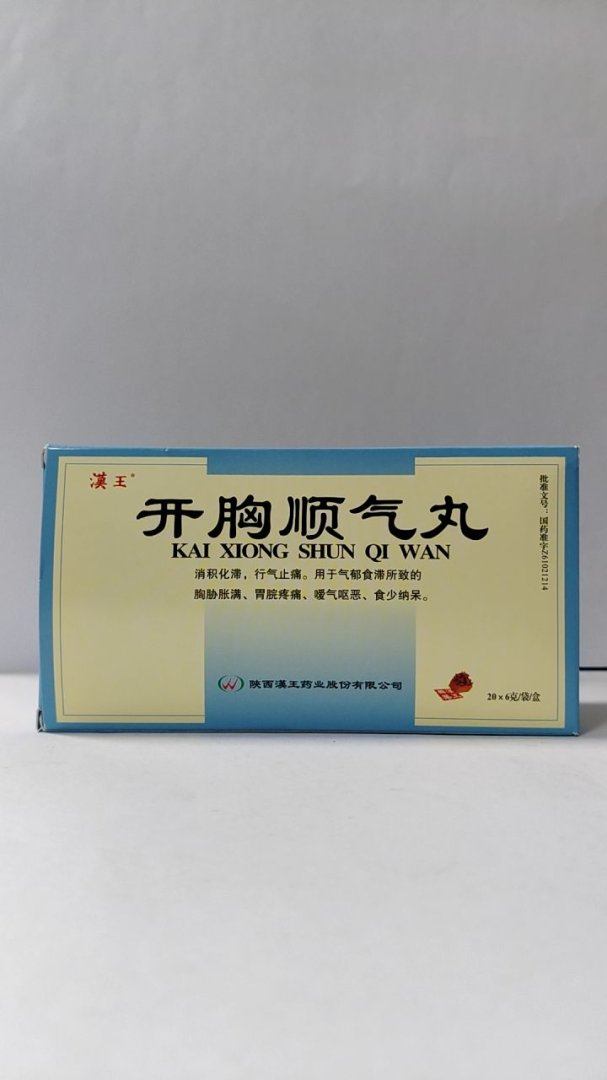 漢王®
开胸顺气丸
KAI XIONG SHUN QI WAN
消积化滞，行气止痛。用于气郁食滞所致的
胸胁胀满、胃脘疼痛、嗳气呕恶、食少纳呆。
陕西漢王药业股份有限公司
20×6克/袋/盒
批准文号：国药准字Z61021214